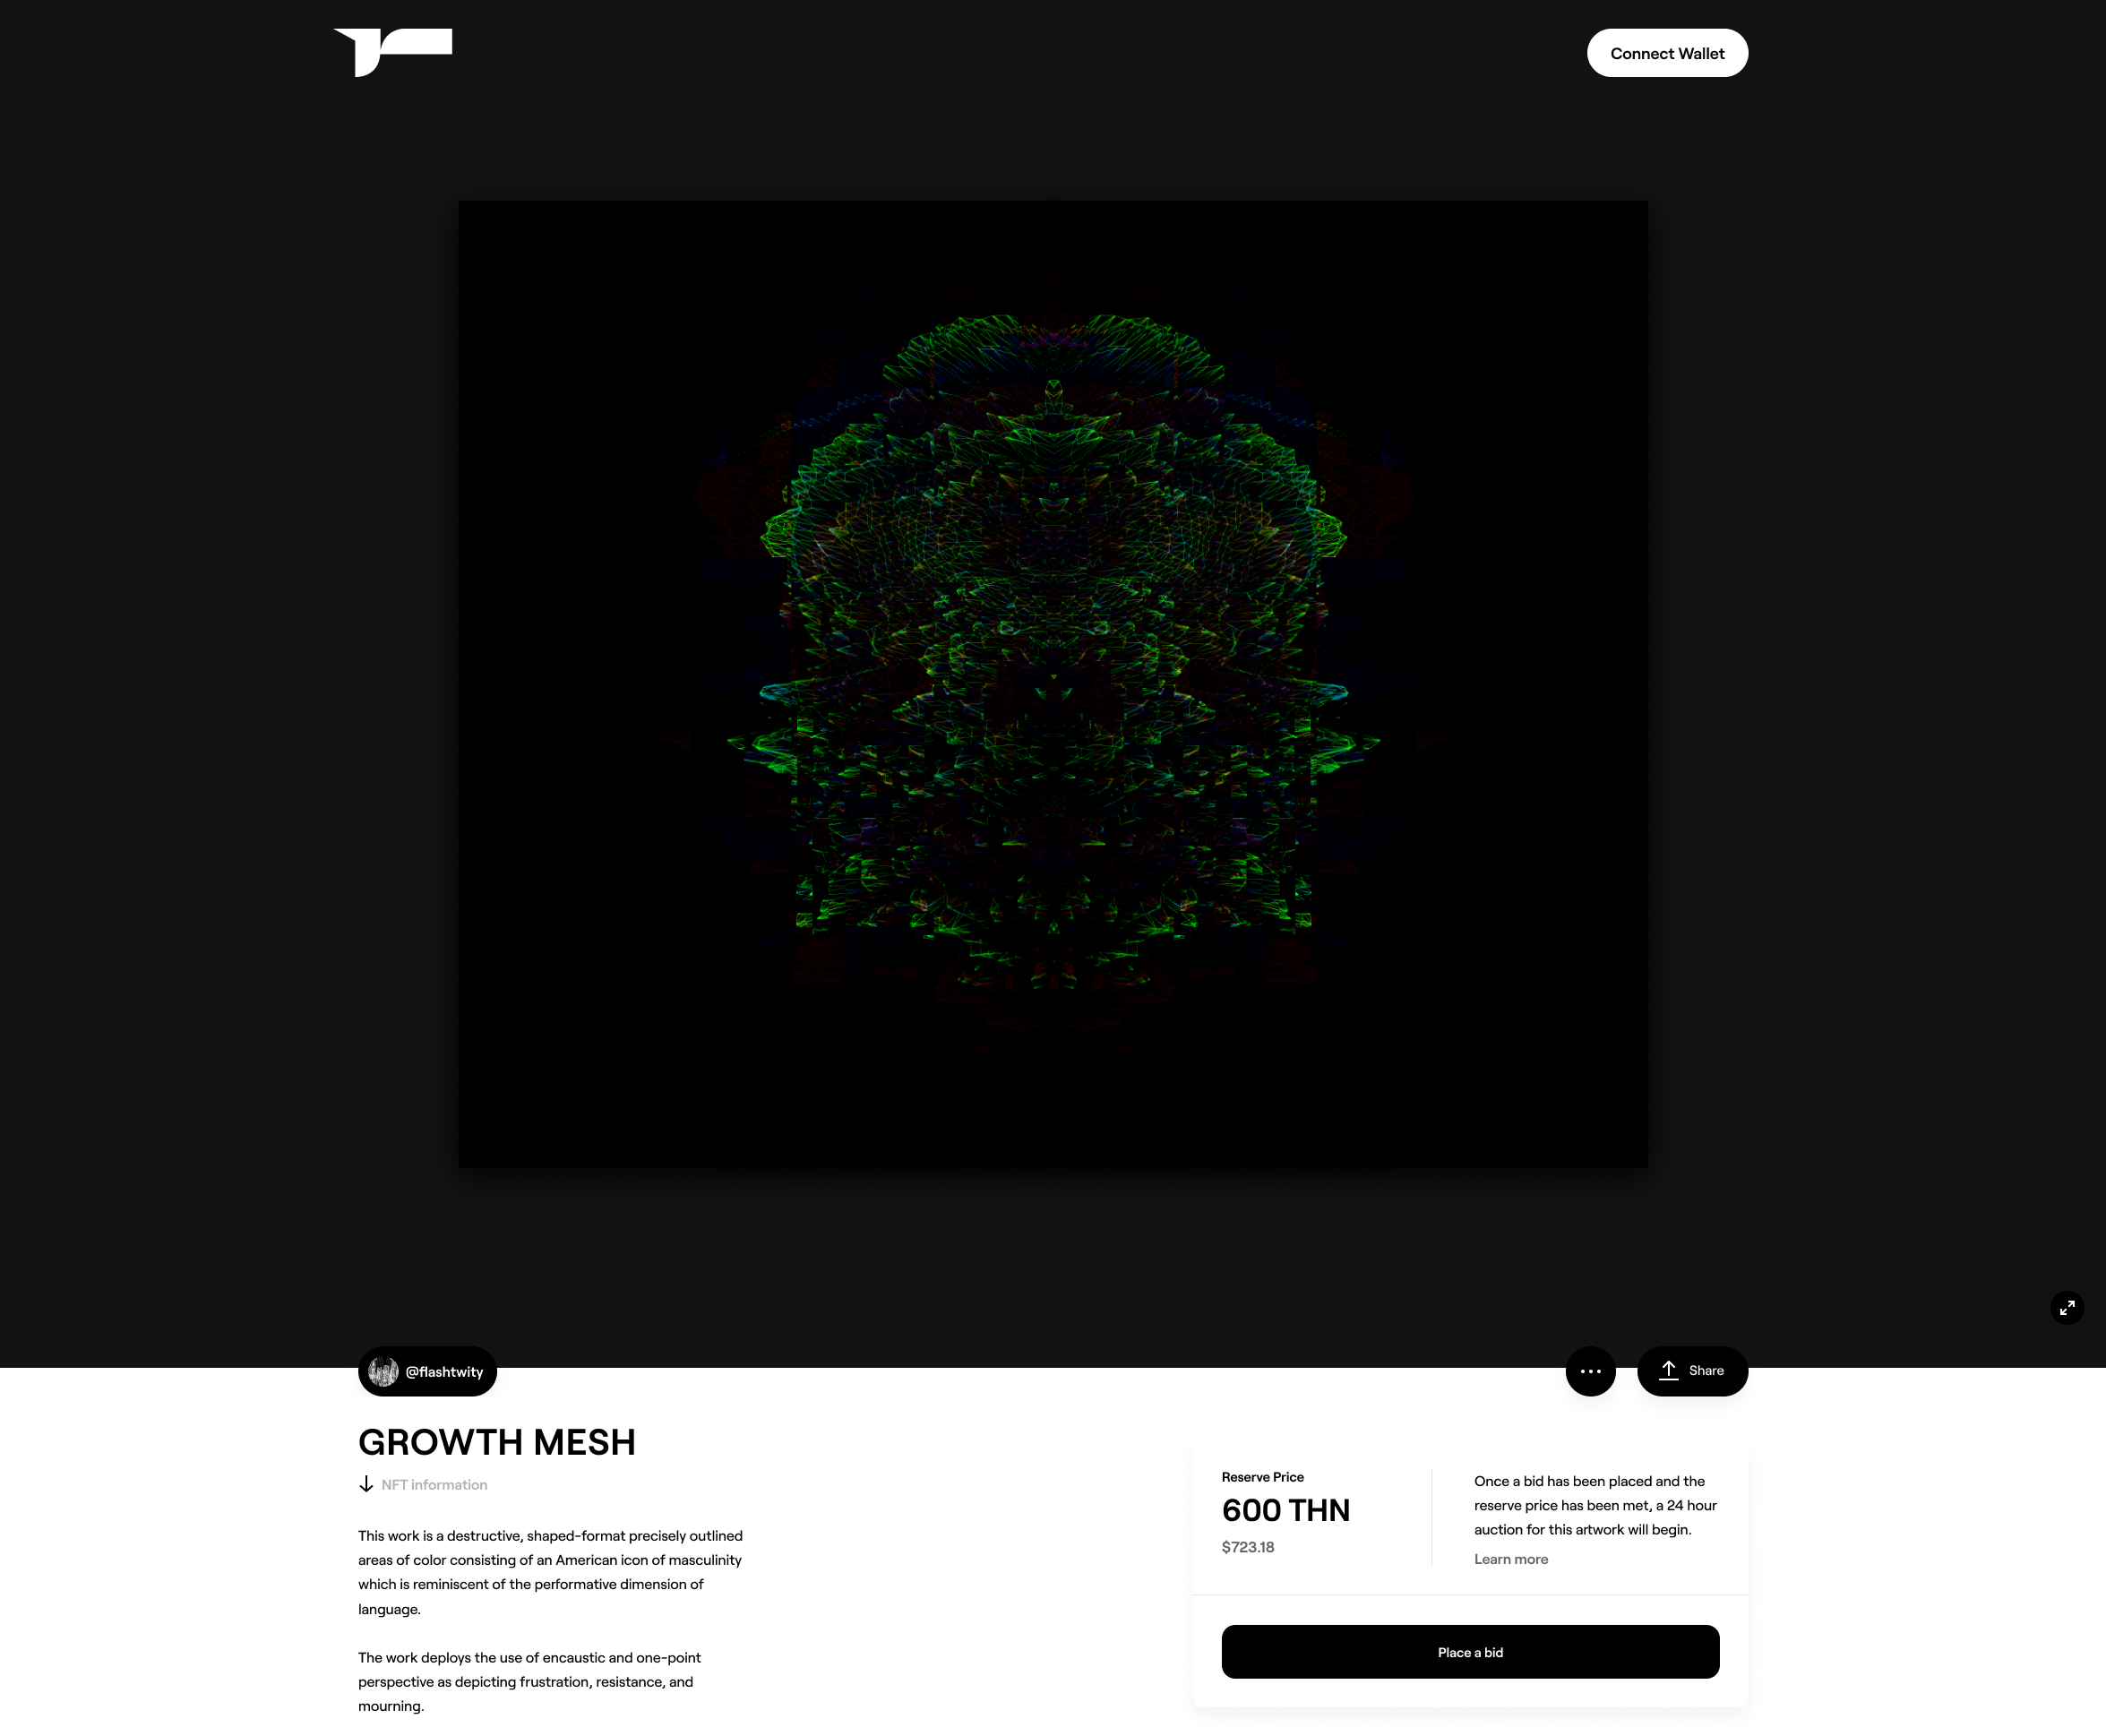 Connect Wallet
@flashtwity
Share
GROWTH MESH
NFT information
This work is a destructive, shaped-format precisely outlined
areas of color consisting of an American icon of masculinity
which is reminiscent of the performative dimension of
language.
The work deploys the use of encaustic and one-point
perspective as depicting frustration, resistance, and
mourning.
Reserve Price
600 THN
$723.18
Once a bid has been placed and the
reserve price has been met, a 24 hour
auction for this artwork will begin.
Learn more
Place a bid